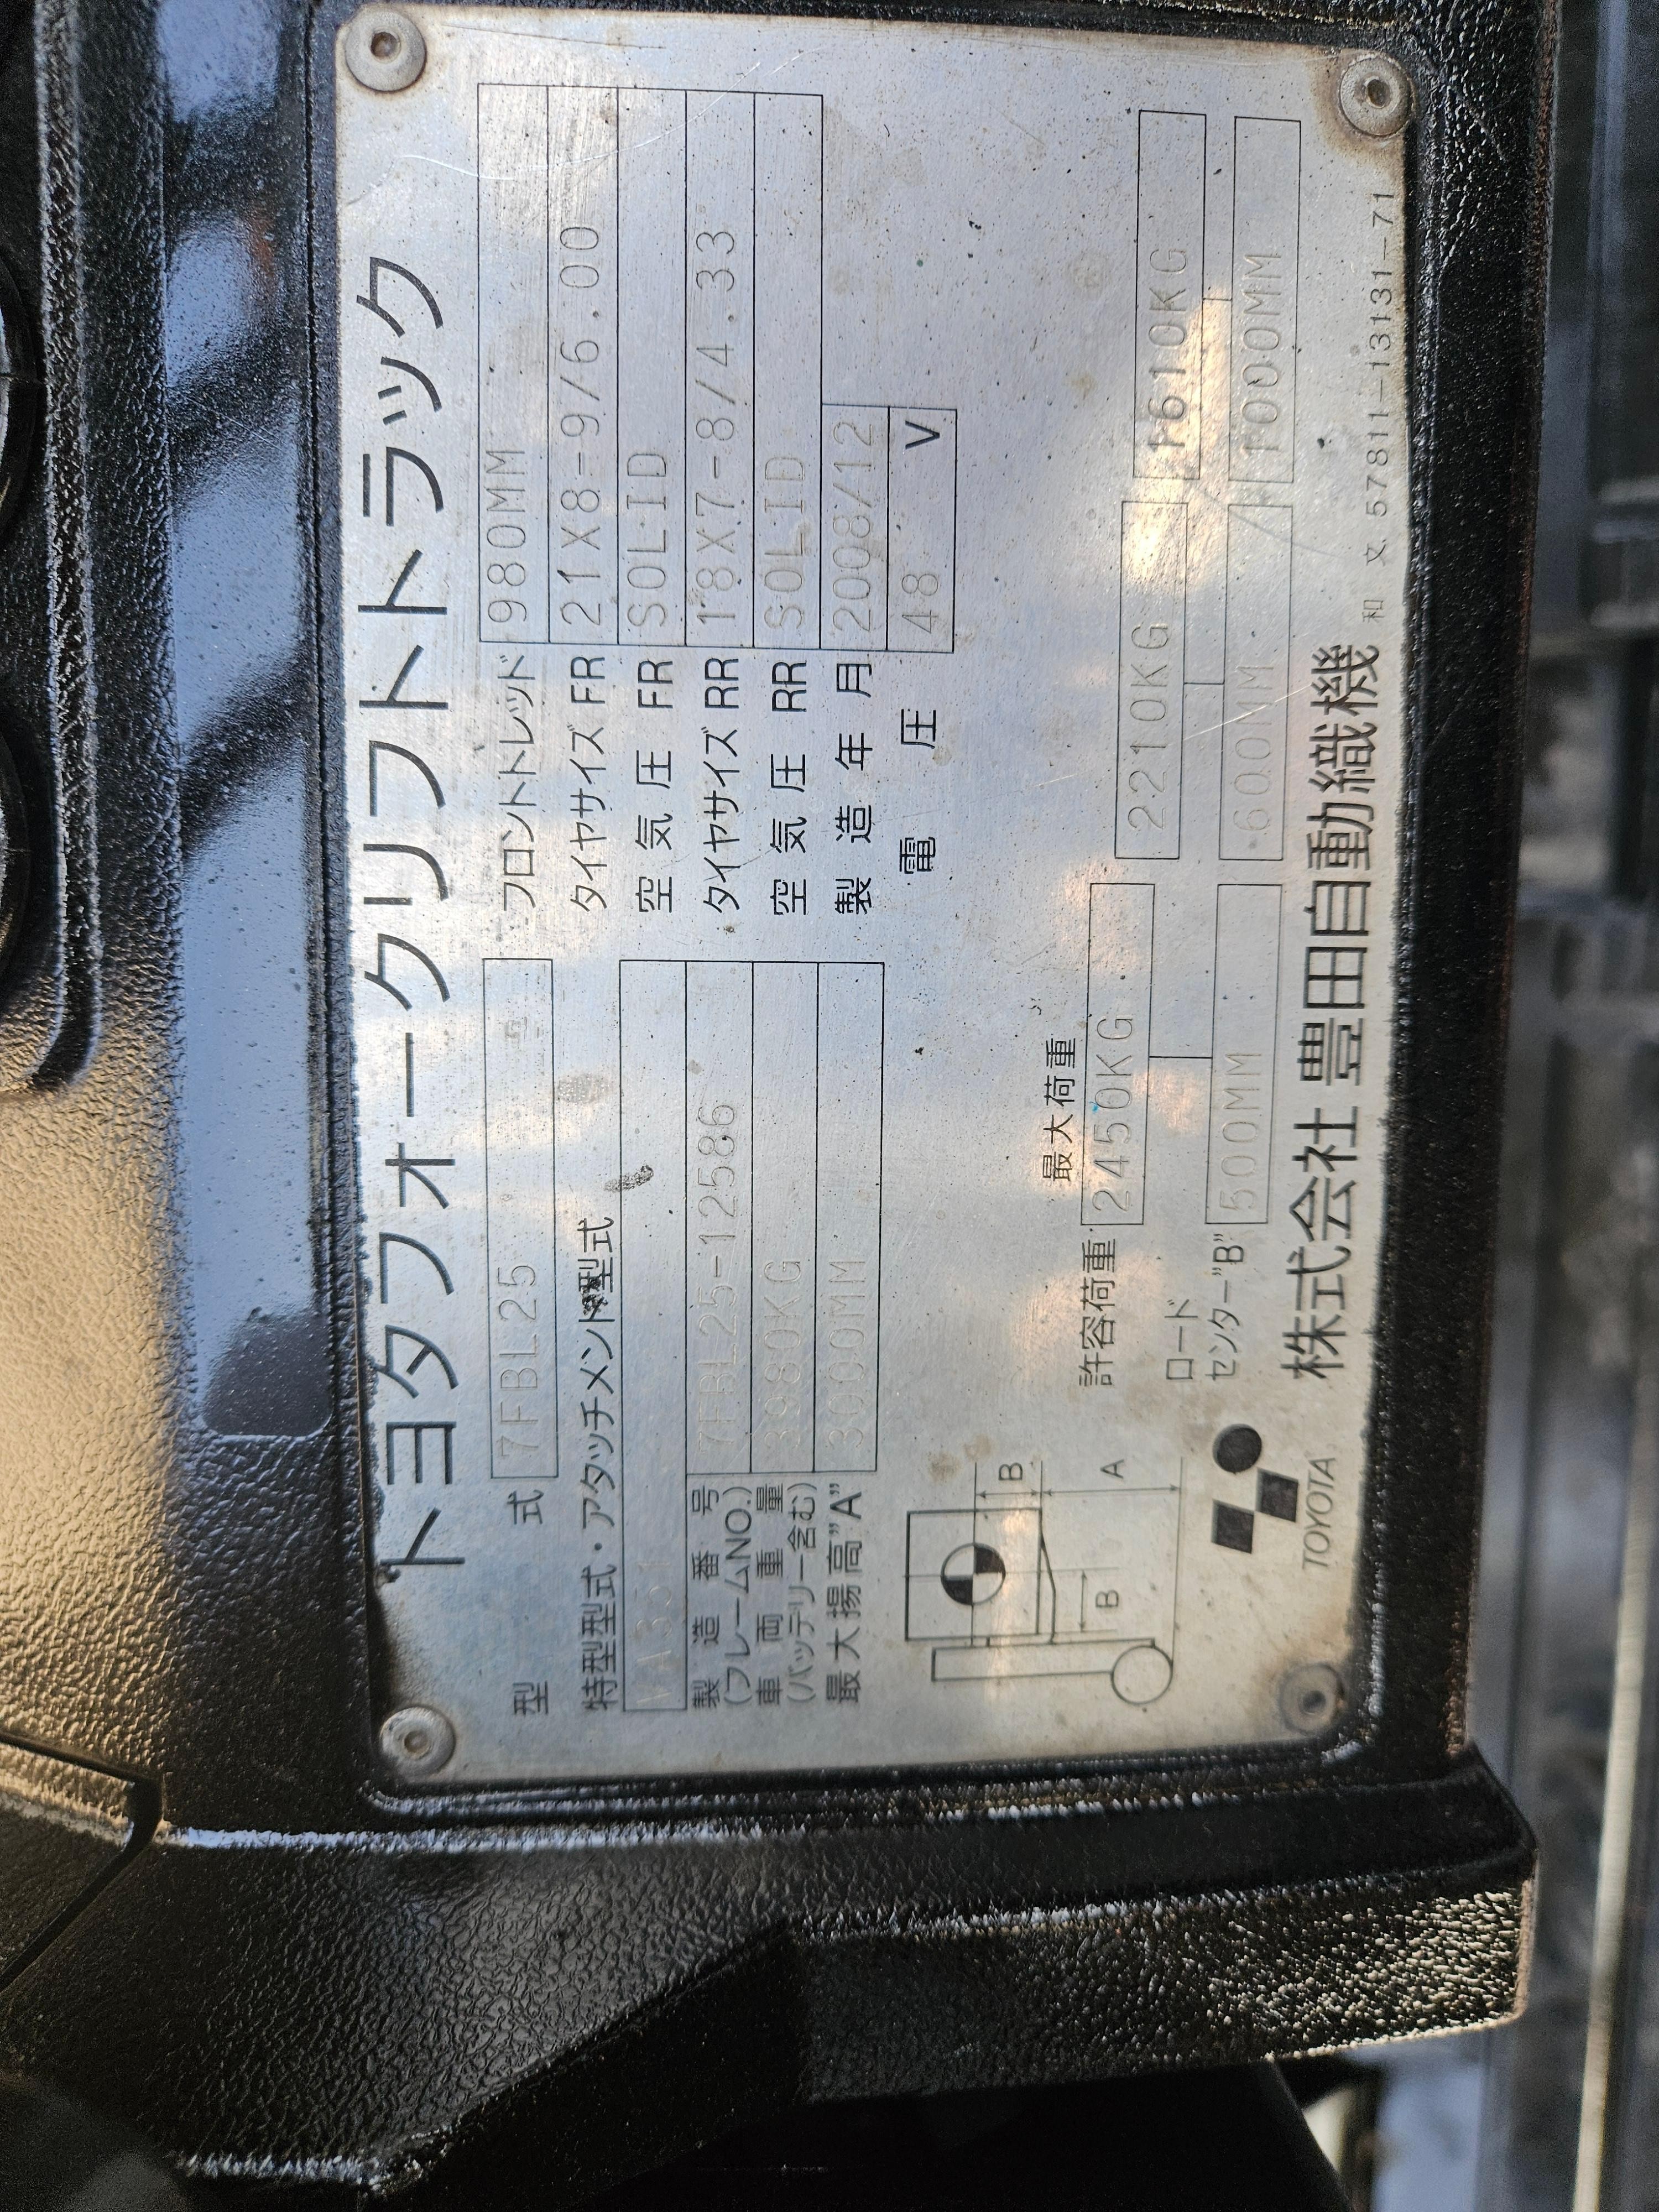 トヨタフォークリフトトラック
型 式 7FBL25
フロントトレッド 980MM
特型型式・アタッチメント型式
タイヤサイズ FR 21X8-9/6.00
空気圧 FR SOLID
製造番号 (フレームNO.) 7FBL25-12586
タイヤサイズ RR 18X7-8/4.33
車両重量 (バッテリー含む) 3980KG
空気圧 RR SOLID
最大揚高"A" 3000MM
製造年月 2008/12
電圧 48 V
最大荷重
許容荷重 2450KG 2210KG 1610KG
ロード
センター"B" 500MM 600MM 1000MM
B
A
B
TOYOTA
株式会社 豊田自動織機
和 文 57811-13131-71